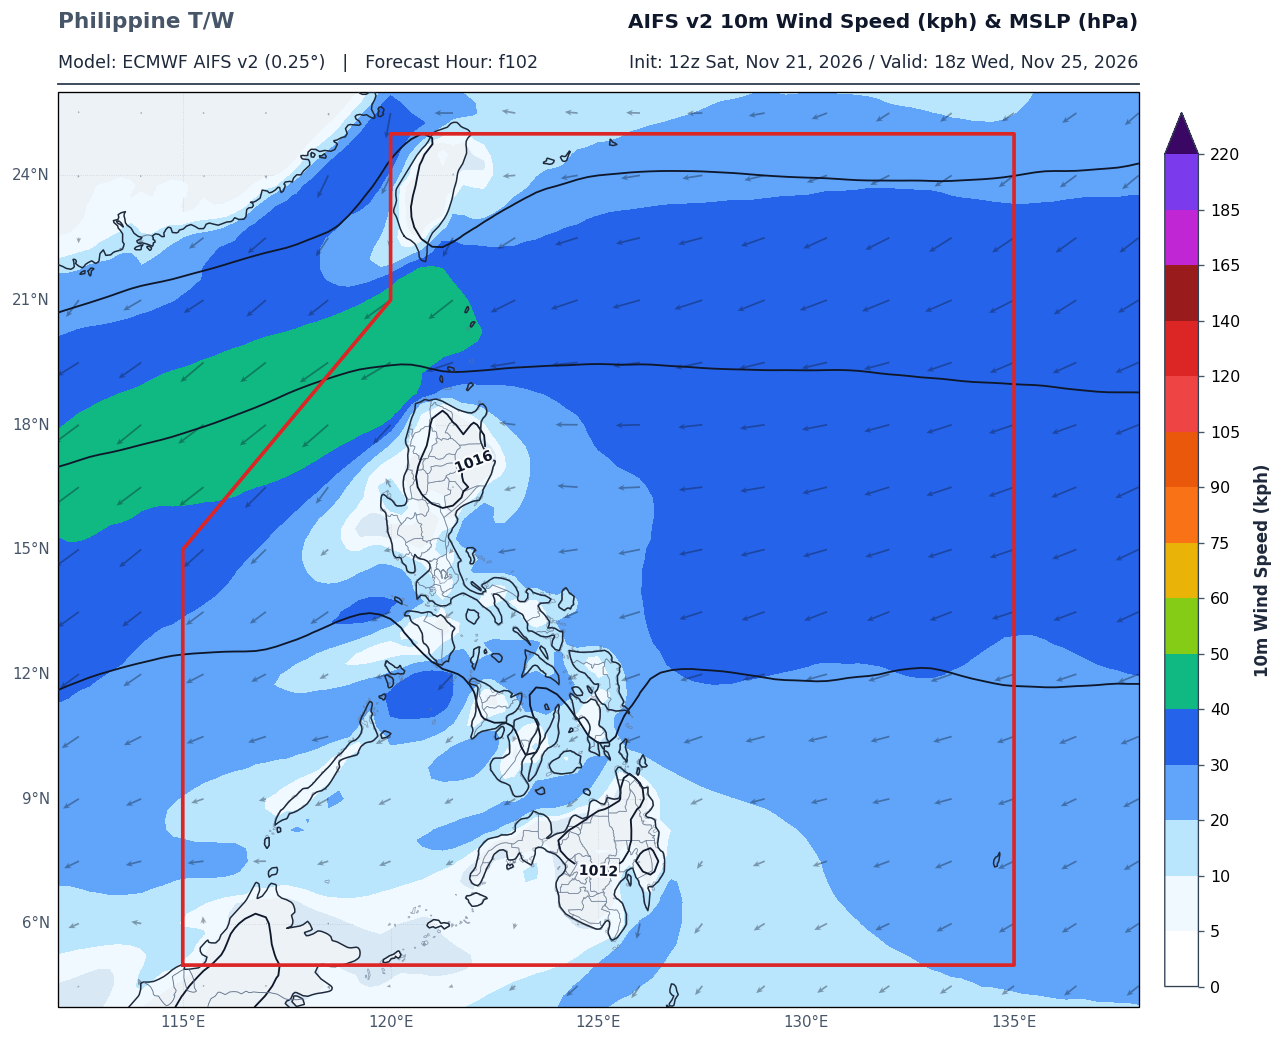 Philippine T/W
AIFS v2 10m Wind Speed (kph) & MSLP (hPa)
Model: ECMWF AIFS v2 (0.25°) | Forecast Hour: f102
Init: 12z Sat, Nov 21, 2026 / Valid: 18z Wed, Nov 25, 2026
24°N
21°N
18°N
15°N
12°N
9°N
6°N
115°E
120°E
125°E
130°E
135°E
1016
1012
220
185
165
140
120
105
90
75
60
50
40
30
20
10
5
0
10m Wind Speed (kph)